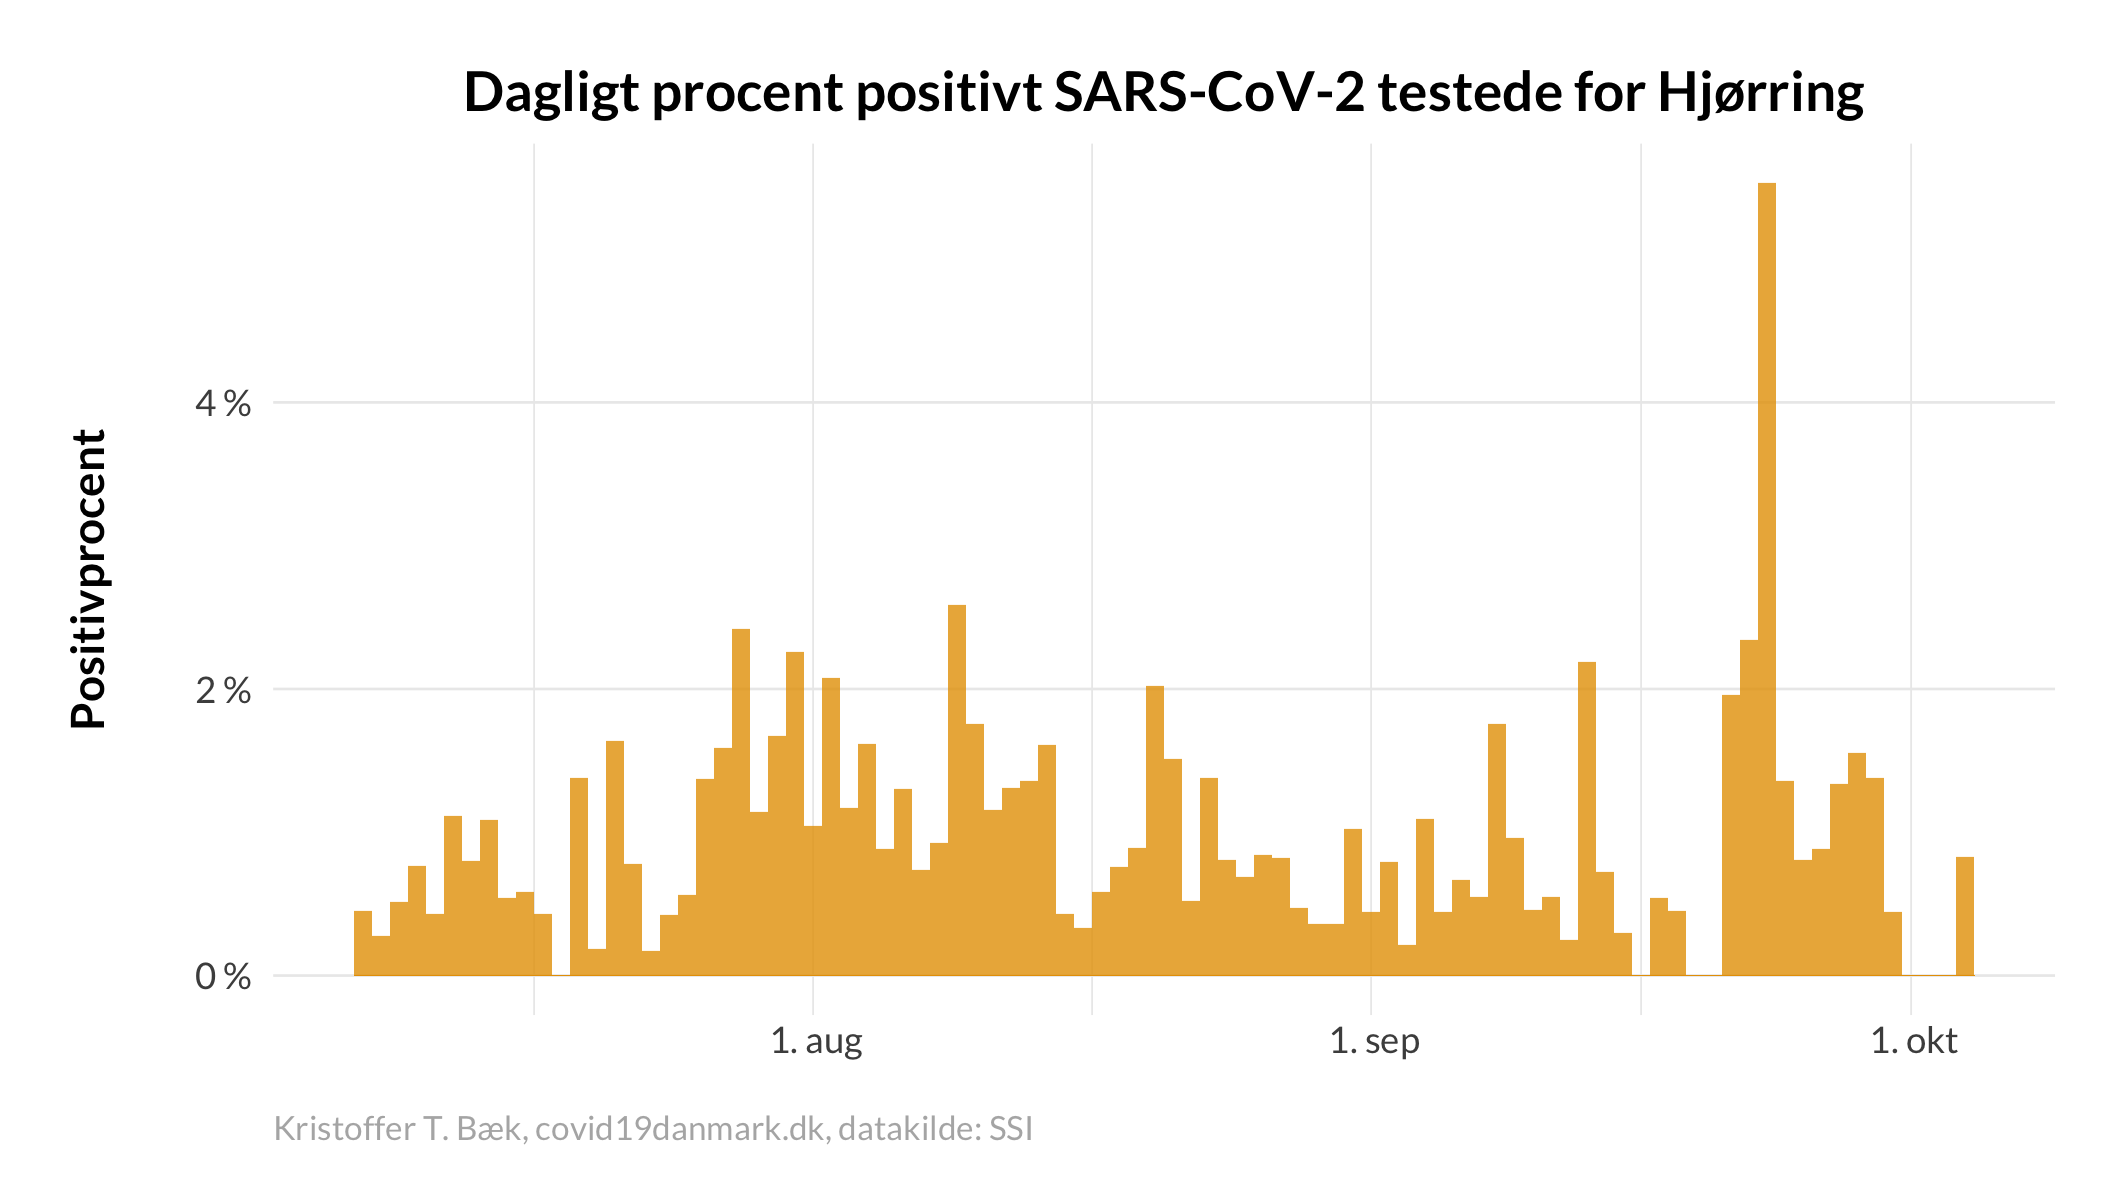 Dagligt procent positivt SARS-CoV-2 testede for Hjørring
Positivprocent
4 %
2 %
0 %
1. aug
1. sep
1. okt
Kristoffer T. Bæk, covid19danmark.dk, datakilde: SSI